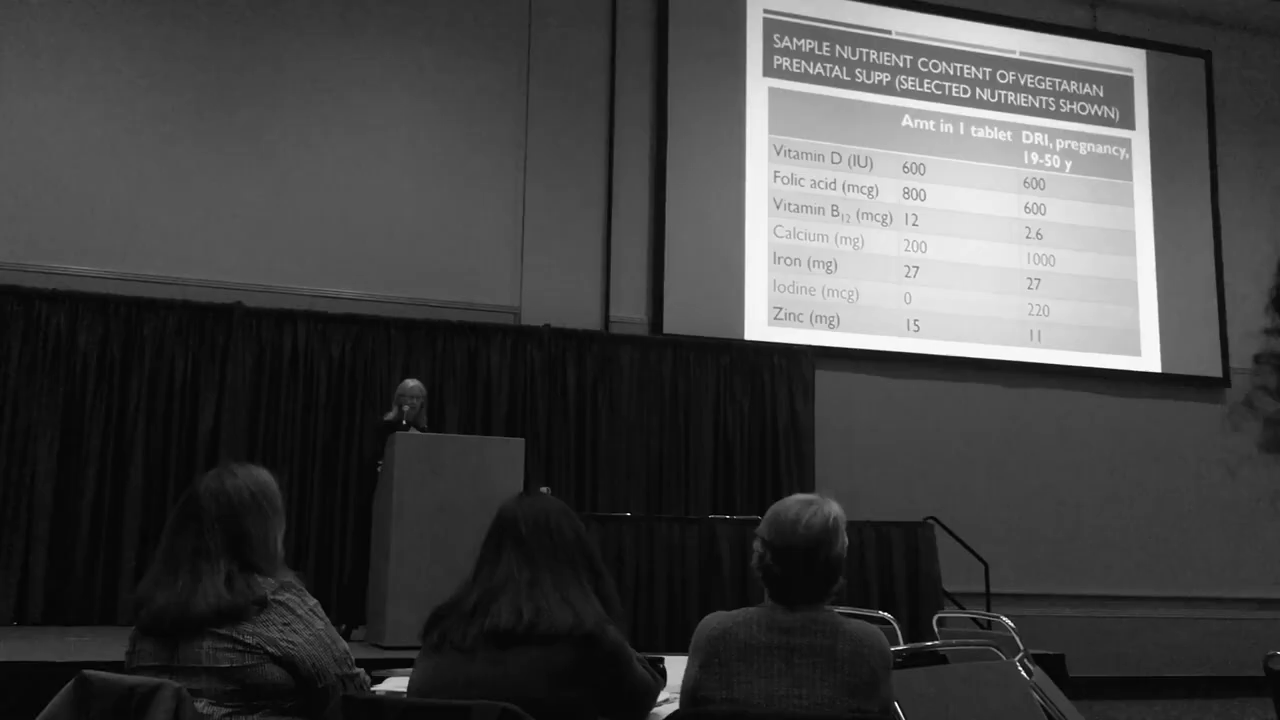 SAMPLE NUTRIENT CONTENT OF VEGETARIAN
PRENATAL SUPP (SELECTED NUTRIENTS SHOWN)
Amt in 1 tablet DRI, pregnancy,
19-50 y
Vitamin D (IU) 600 600
Folic acid (mcg) 800 600
Vitamin B12 (mcg) 12 2.6
Calcium (mg) 200 1000
Iron (mg) 27 27
Iodine (mcg) 0 220
Zinc (mg) 15 11